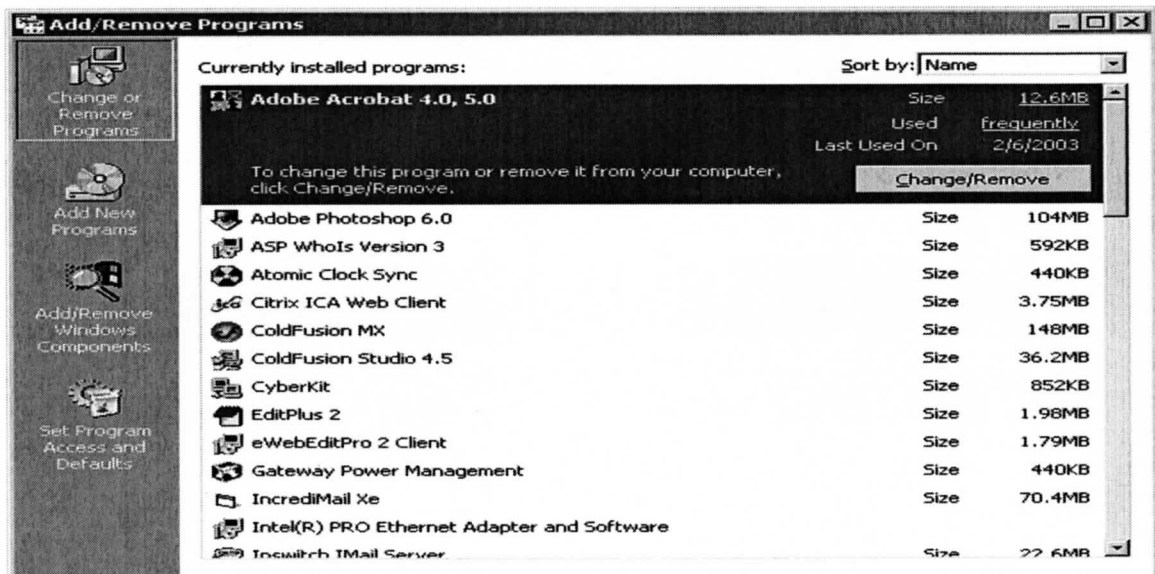 Add/Remove Programs
Change or
Remove
Programs
Add New
Programs
Add/Remove
Windows
Components
Set Program
Access and
Defaults
Currently installed programs:
Sort by: Name
Adobe Acrobat 4.0, 5.0 Size 12.6MB
Used frequently
Last Used On 2/6/2003
To change this program or remove it from your computer,
click Change/Remove.
Change/Remove
Adobe Photoshop 6.0 Size 104MB
ASP WhoIs Version 3 Size 592KB
Atomic Clock Sync Size 440KB
Citrix ICA Web Client Size 3.75MB
ColdFusion MX Size 148MB
ColdFusion Studio 4.5 Size 36.2MB
CyberKit Size 852KB
EditPlus 2 Size 1.98MB
eWebEditPro 2 Client Size 1.79MB
Gateway Power Management Size 440KB
IncrediMail Xe Size 70.4MB
Intel(R) PRO Ethernet Adapter and Software
IMail Server Size 22.6MB